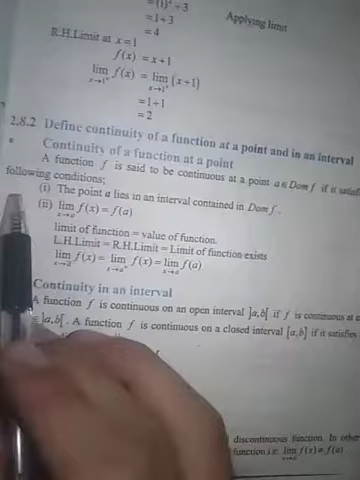 = (1)² + 3
= 1+3 Applying limit
= 4
R.H.Limit at x = 1
f(x) = x+1
lim x→1⁺ f(x) = lim x→1⁺ (x+1)
= 1+1
= 2
2.8.2 Define continuity of a function at a point and in an interval
Continuity of a function at a point
A function f is said to be continuous at a point a ∈ Dom f if it satisf
following conditions;
(i) The point a lies in an interval contained in Dom f.
(ii) lim x→a f(x) = f(a)
limit of function = value of function.
L.H.Limit = R.H.Limit = Limit of function exists
lim f(x) = lim f(x) = lim f(a)
Continuity in an interval
A function f is continuous on an open interval ]a,b[ if f is continuous at
∈ ]a,b[. A function f is continuous on a closed interval [a,b] if it satisfies
discontinuous function. In other
function i.e. lim x→a f(x) ≠ f(a)